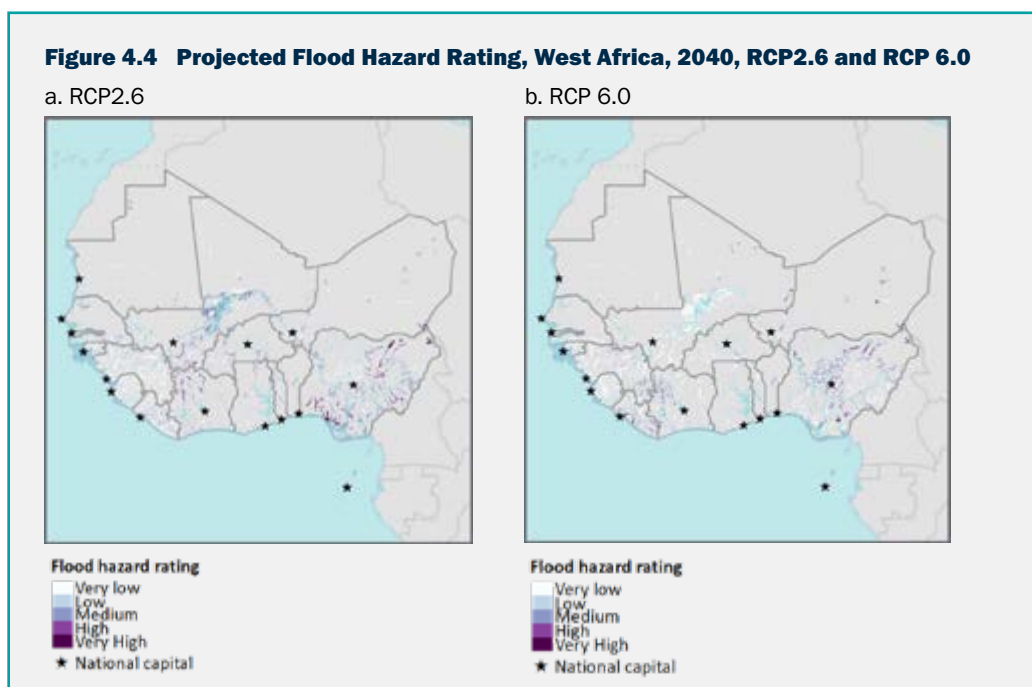 Figure 4.4 Projected Flood Hazard Rating, West Africa, 2040, RCP2.6 and RCP 6.0
a. RCP2.6
b. RCP 6.0
Flood hazard rating
Very low
Low
Medium
High
Very High
National capital
Flood hazard rating
Very low
Low
Medium
High
Very High
National capital